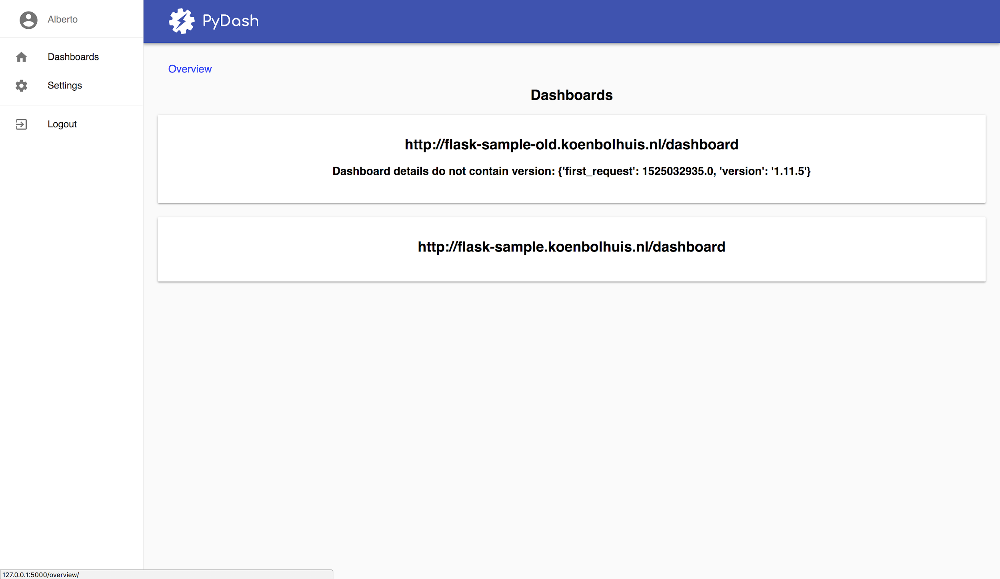 Alberto
Dashboards
Settings
Logout
PyDash
Overview
Dashboards
http://flask-sample-old.koenbolhuis.nl/dashboard
Dashboard details do not contain version: {'first_request': 1525032935.0, 'version': '1.11.5'}
http://flask-sample.koenbolhuis.nl/dashboard
127.0.0.1:5000/overview/